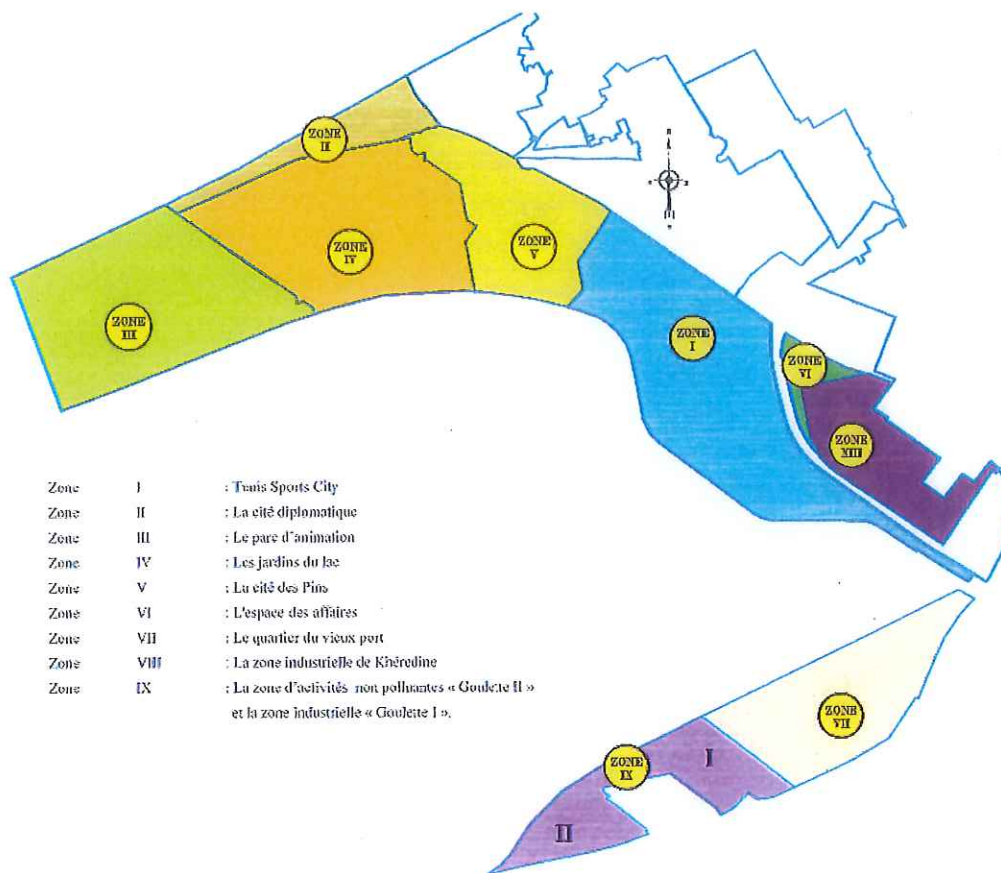 ZONE
II
ZONE
IV
ZONE
V
ZONE
III
ZONE
I
ZONE
VI
ZONE
XIII
Zone I : Tunis Sports City
Zone II : La cité diplomatique
Zone III : Le parc d'animation
Zone IV : Les jardins du lac
Zone V : La cité des Pins
Zone VI : L'espace des affaires
Zone VII : Le quartier du vieux port
Zone VIII : La zone industrielle de Khéredine
Zone IX : La zone d'activités non polluantes « Goulette II »
et la zone industrielle « Goulette I ».
ZONE
VII
ZONE
IX
I
II